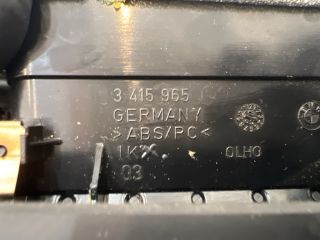 3 415 965
GERMANY
>ABS/PC<
1K
OLHO
03